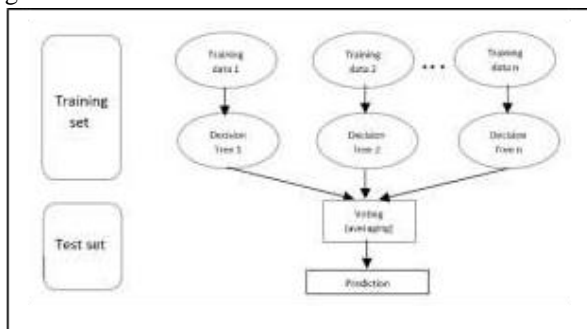 Training
set
Training
data 1
Training
data 2
...
Training
data n
Decision
Tree 1
Decision
Tree 2
Decision
Tree n
Voting
(averaging)
Test set
Prediction